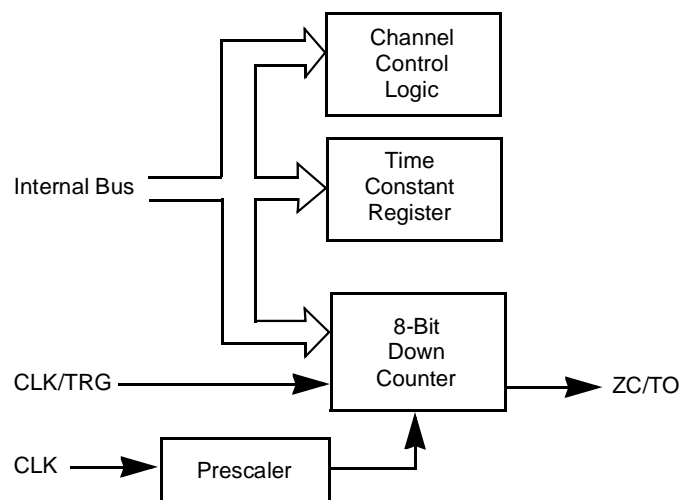 Channel
Control
Logic
Internal Bus
Time
Constant
Register
8-Bit
Down
Counter
CLK/TRG
ZC/TO
CLK
Prescaler